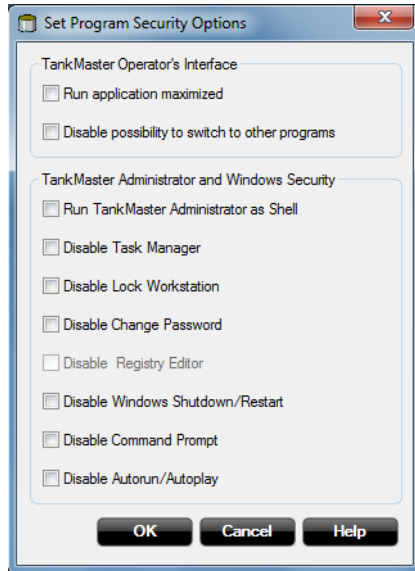 Set Program Security Options
TankMaster Operator's Interface
Run application maximized
Disable possibility to switch to other programs
TankMaster Administrator and Windows Security
Run TankMaster Administrator as Shell
Disable Task Manager
Disable Lock Workstation
Disable Change Password
Disable  Registry Editor
Disable Windows Shutdown/Restart
Disable Command Prompt
Disable Autorun/Autoplay
OK Cancel Help